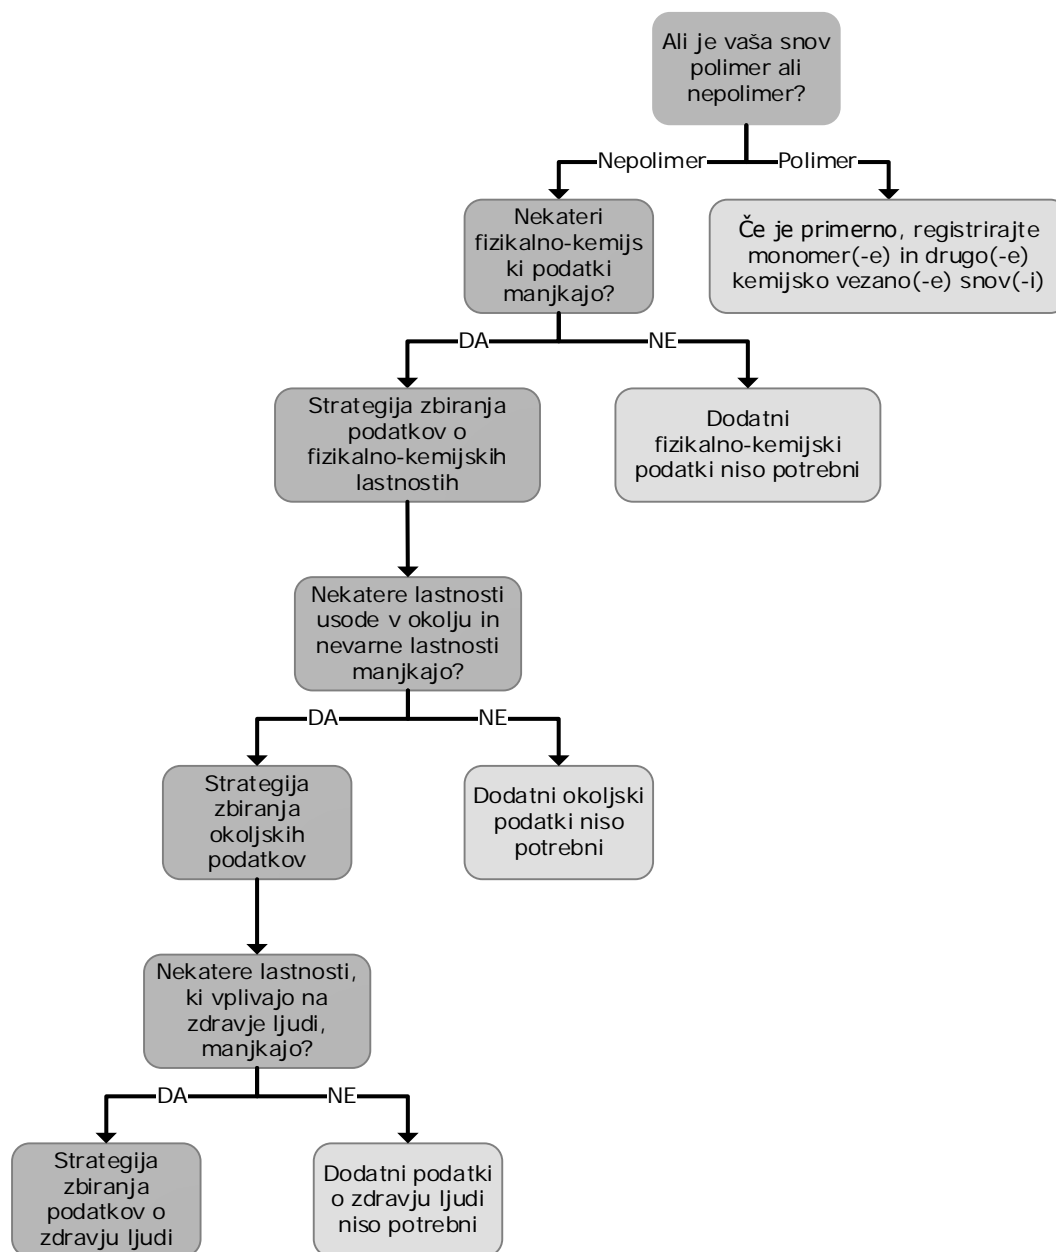 Ali je vaša snov
polimer ali
nepolimer?
Nepolimer
Polimer
Nekateri
fizikalno-kemijs
ki podatki
manjkajo?
Če je primerno, registrirajte
monomer(-e) in drugo(-e)
kemijsko vezano(-e) snov(-i)
DA
NE
Strategija zbiranja
podatkov o
fizikalno-kemijskih
lastnostih
Dodatni
fizikalno-kemijski
podatki niso potrebni
Nekatere lastnosti
usode v okolju in
nevarne lastnosti
manjkajo?
DA
NE
Strategija
zbiranja
okoljskih
podatkov
Dodatni okoljski
podatki niso
potrebni
Nekatere lastnosti,
ki vplivajo na
zdravje ljudi,
manjkajo?
DA
NE
Strategija
zbiranja
podatkov o
zdravju ljudi
Dodatni podatki
o zdravju ljudi
niso potrebni